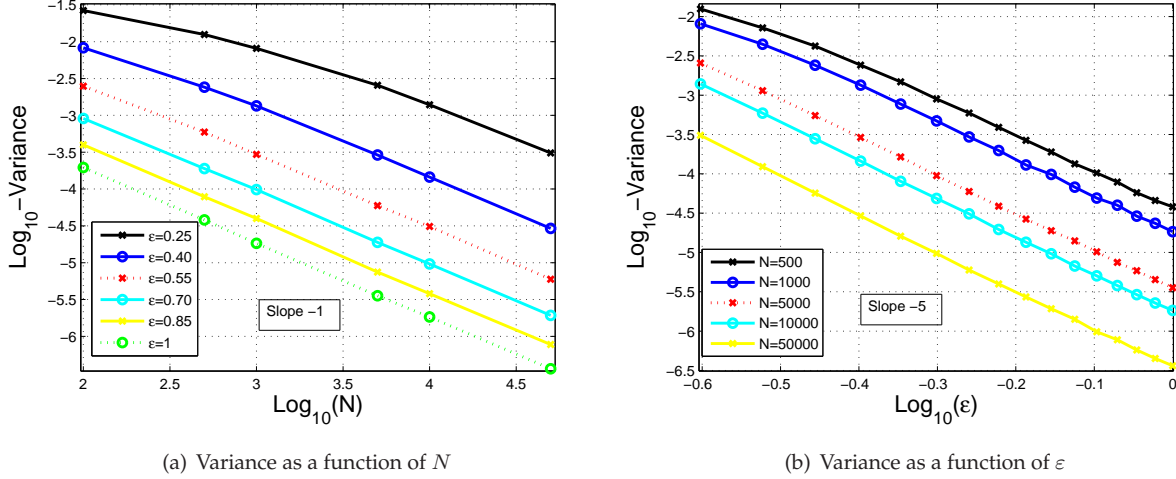 −1.5
−2
−2.5
−3
−3.5
−4
−4.5
−5
−5.5
−6
Log10−Variance
ε=0.25
ε=0.40
ε=0.55
ε=0.70
ε=0.85
ε=1
Slope −1
2
2.5
3
3.5
4
4.5
Log10(N)
(a) Variance as a function of N
−2
−2.5
−3
−3.5
−4
−4.5
−5
−5.5
−6
−6.5
Log10−Variance
N=500
N=1000
N=5000
N=10000
N=50000
Slope −5
−0.6
−0.5
−0.4
−0.3
−0.2
−0.1
0
Log10(ε)
(b) Variance as a function of ε